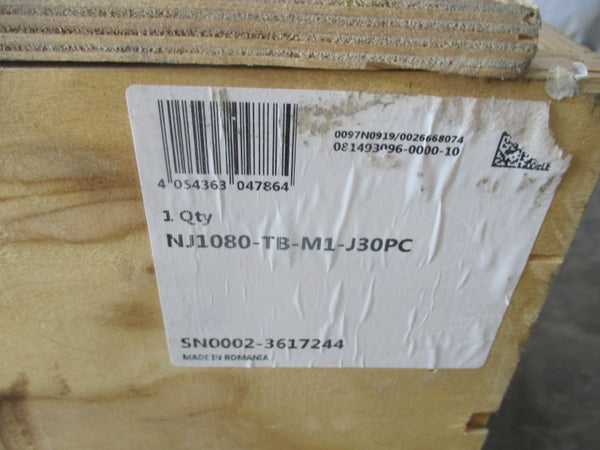 4 054363 047864
0097N0919/0026668074
081493096-0000-10
1 Qty
NJ1080-TB-M1-J30PC
SN0002-3617244
MADE IN ROMANIA